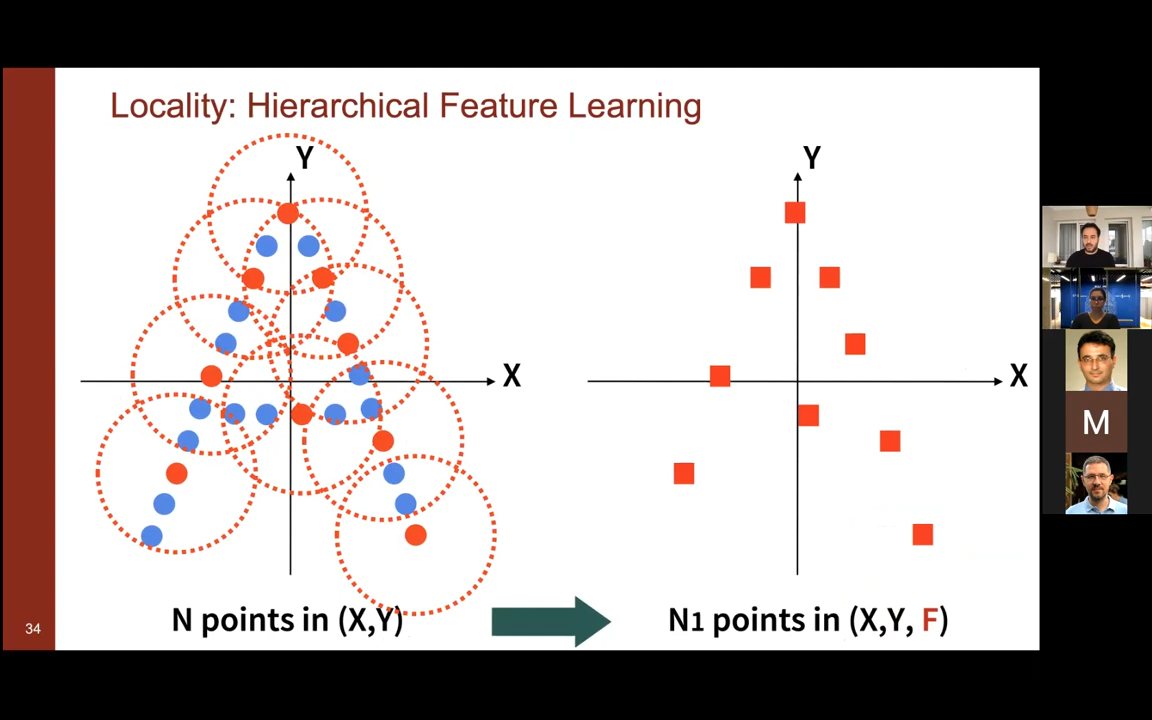 Locality: Hierarchical Feature Learning
Y
X
Y
X
M
N points in (X,Y)
N1 points in (X,Y, F)
34